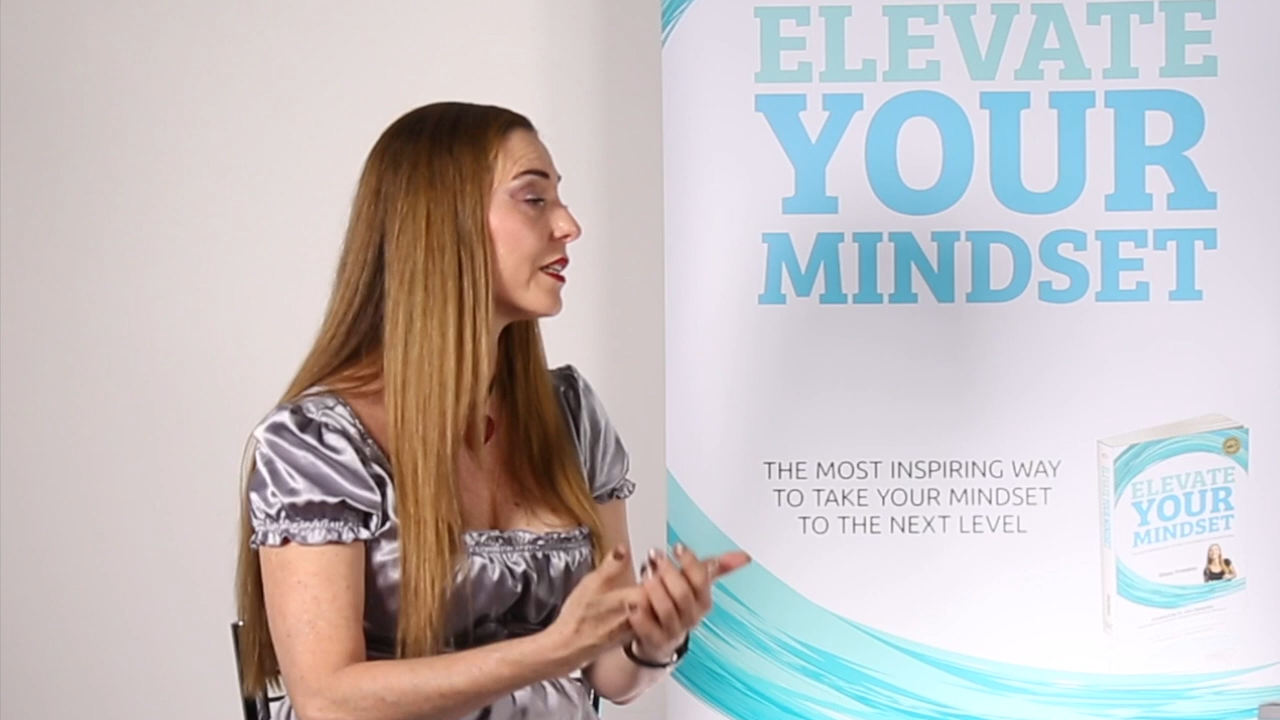 ELEVATE
YOUR
MINDSET
THE MOST INSPIRING WAY
TO TAKE YOUR MINDSET
TO THE NEXT LEVEL
ELEVATE
YOUR
MINDSET